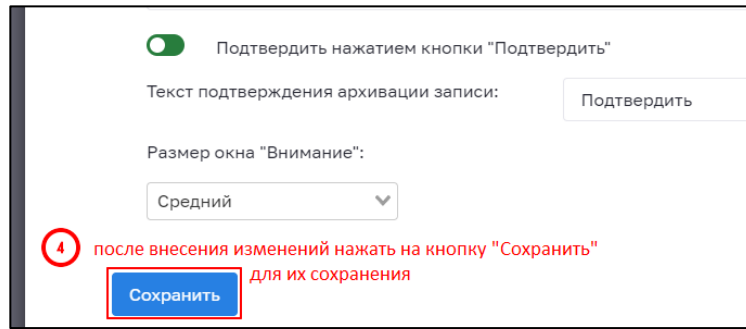 Подтвердить нажатием кнопки "Подтвердить"
Текст подтверждения архивации записи:
Подтвердить
Размер окна "Внимание":
Средний
4 после внесения изменений нажать на кнопку "Сохранить"
для их сохранения
Сохранить